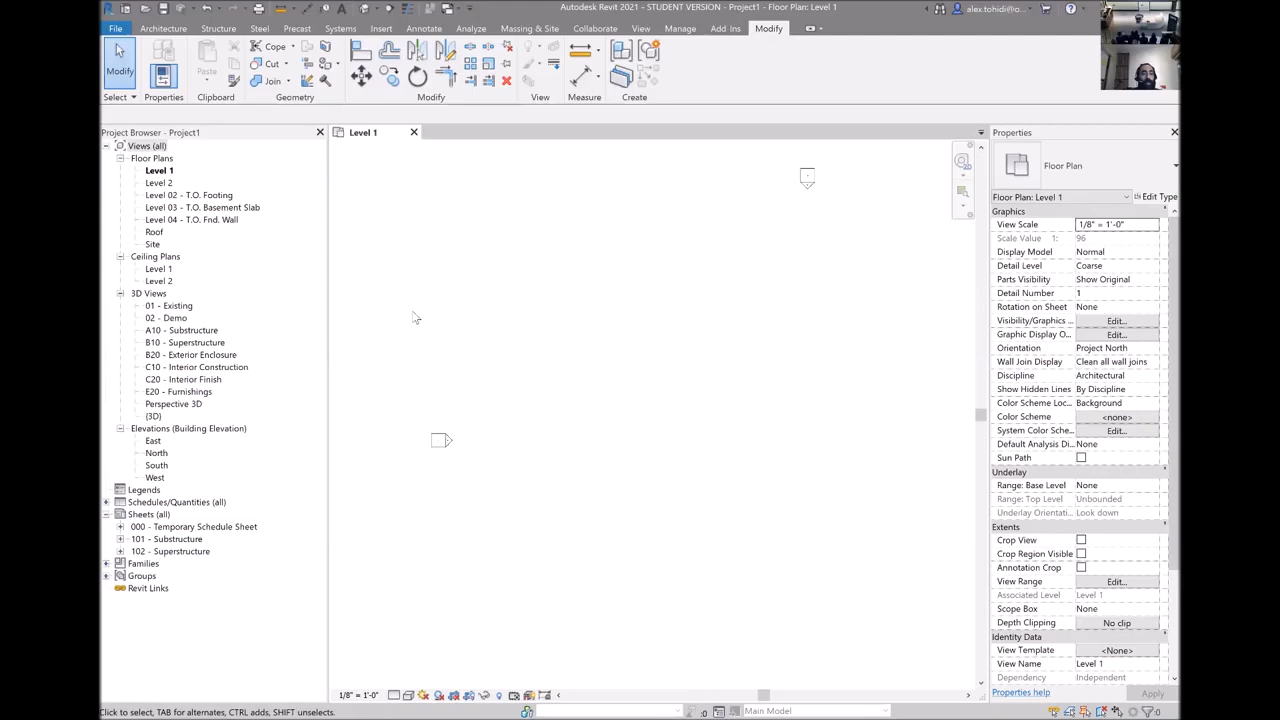 Autodesk Revit 2021 - STUDENT VERSION - Project1 - Floor Plan: Level 1
alex.tohidi@o...
File Architecture Structure Steel Precast Systems Insert Annotate Analyze Massing & Site Collaborate View Manage Add Ins Modify
Modify
Paste
Cope
Cut
Join
Select Properties Clipboard Geometry Modify View Measure Create
Project Browser - Project1
Views (all)
Floor Plans
Level 1
Level 2
Level 02 - T.O. Footing
Level 03 - T.O. Basement Slab
Level 04 - T.O. Fnd. Wall
Roof
Site
Ceiling Plans
Level 1
Level 2
3D Views
01 - Existing
02 - Demo
A10 - Substructure
B10 - Superstructure
B20 - Exterior Enclosure
C10 - Interior Construction
C20 - Interior Finish
E20 - Furnishings
Perspective 3D
{3D}
Elevations (Building Elevation)
East
North
South
West
Legends
Schedules/Quantities (all)
Sheets (all)
000 - Temporary Schedule Sheet
101 - Substructure
102 - Superstructure
Families
Groups
Revit Links
Level 1
Properties
Floor Plan
Floor Plan: Level 1 Edit Type
Graphics
View Scale 1/8" = 1'-0"
Scale Value 1: 96
Display Model Normal
Detail Level Coarse
Parts Visibility Show Original
Detail Number 1
Rotation on Sheet None
Visibility/Graphics ... Edit...
Graphic Display O... Edit...
Orientation Project North
Wall Join Display Clean all wall joins
Discipline Architectural
Show Hidden Lines By Discipline
Color Scheme Loc... Background
Color Scheme <none>
System Color Sche... Edit...
Default Analysis Di... None
Sun Path
Underlay
Range: Base Level None
Range: Top Level Unbounded
Underlay Orientati... Look down
Extents
Crop View
Crop Region Visible
Annotation Crop
View Range Edit...
Associated Level Level 1
Scope Box None
Depth Clipping No clip
Identity Data
View Template <None>
View Name Level 1
Dependency Independent
Properties help Apply
1/8" = 1'-0"
Click to select, TAB for alternates, CTRL adds, SHIFT unselects. :0 Main Model :0